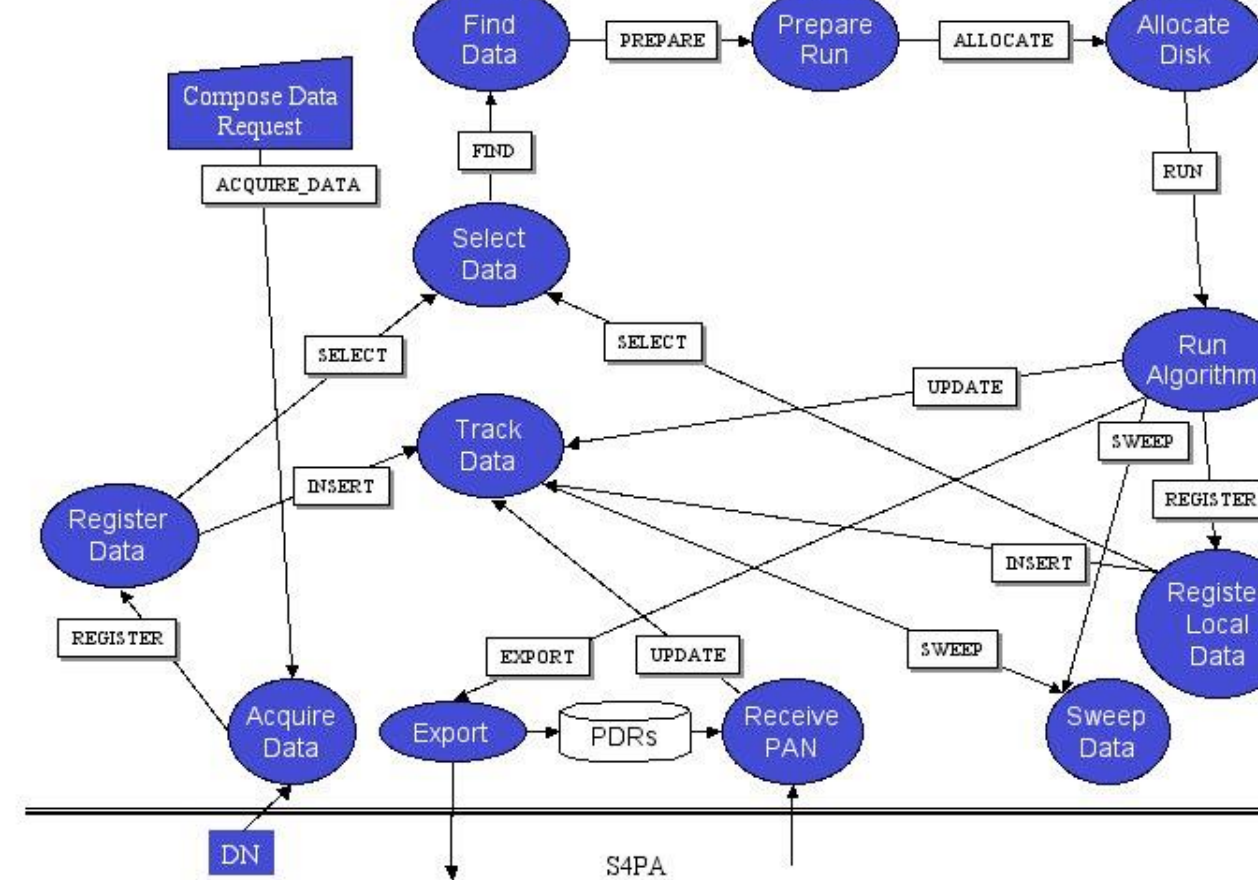 Find
Data
PREPARE
Prepare
Run
ALLOCATE
Allocate
Disk
Compose Data
Request
FIND
ACQUIRE_DATA
RUN
Select
Data
SELECT
SELECT
Run
Algorithm
UPDATE
Track
Data
SWEEP
INSERT
REGISTER
Register
Data
INSERT
Registe
Local
Data
REGISTER
EXPORT
UPDATE
SWEEP
Acquire
Data
Export
PDRs
Receive
PAN
Sweep
Data
DN
S4PA